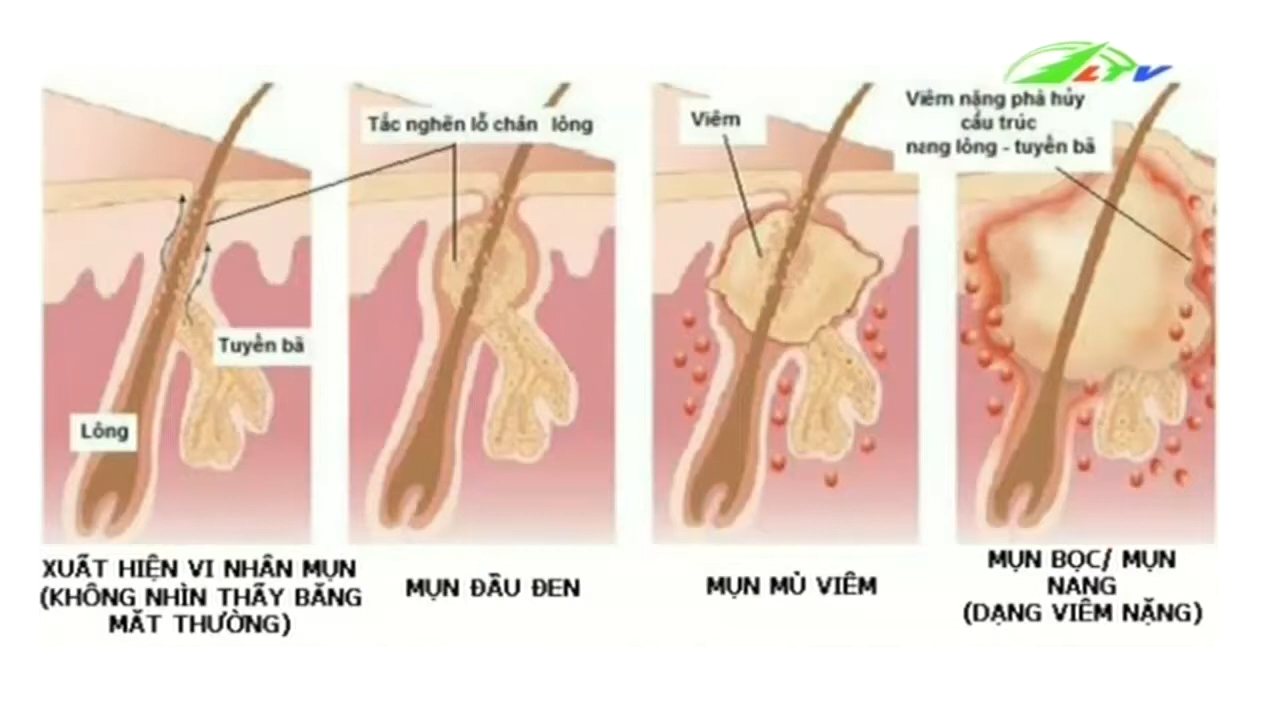 LTV
Tắc nghẽn lỗ chân lông
Viêm
Viêm nặng phá hủy
cấu trúc
nang lông - tuyến bã
Tuyến bã
Lông
XUẤT HIỆN VI NHÂN MỤN
(KHÔNG NHÌN THẤY BẰNG
MẮT THƯỜNG)
MỤN ĐẦU ĐEN
MỤN MỦ VIÊM
MỤN BỌC/ MỤN
NANG
(DẠNG VIÊM NẶNG)